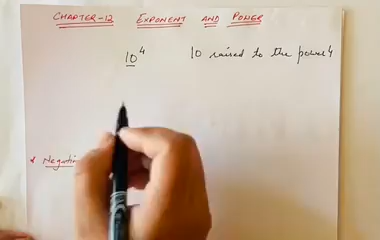 CHAPTER-12 EXPONENT AND POWER
10⁴ 10 raised to the power 4